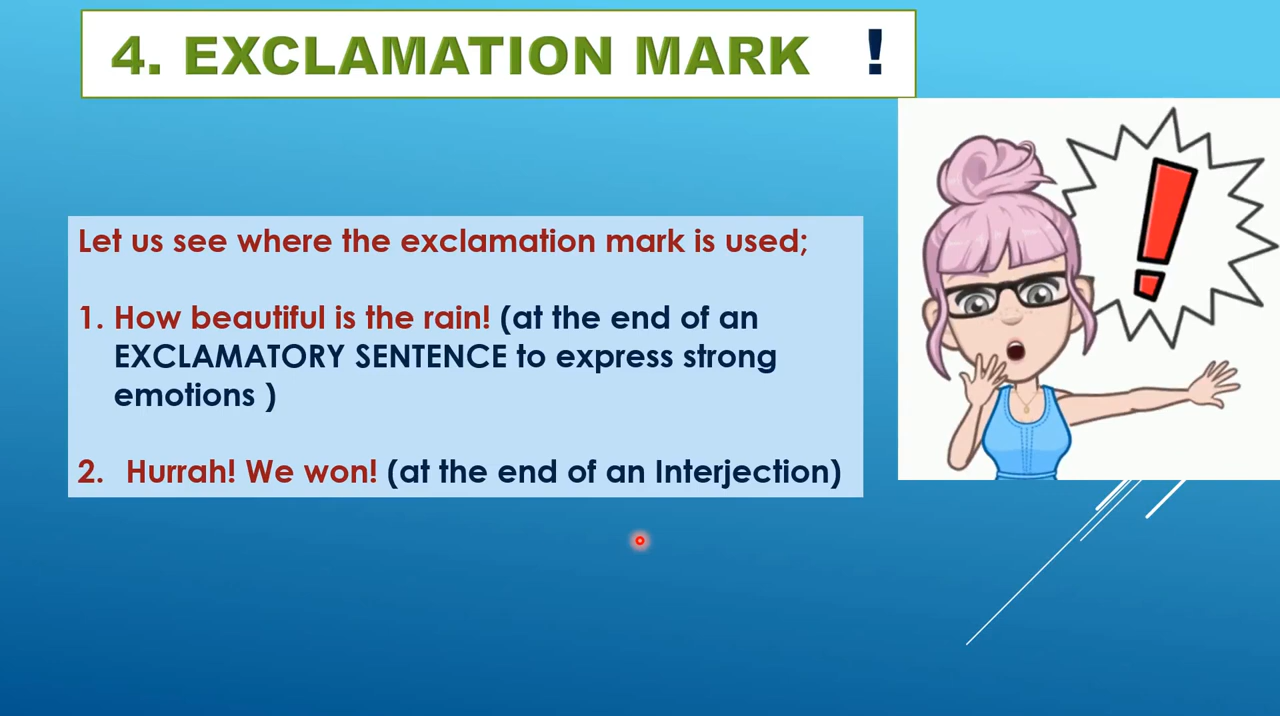 4. EXCLAMATION MARK !
Let us see where the exclamation mark is used;
1. How beautiful is the rain! (at the end of an
EXCLAMATORY SENTENCE to express strong
emotions )
2. Hurrah! We won! (at the end of an Interjection)
!